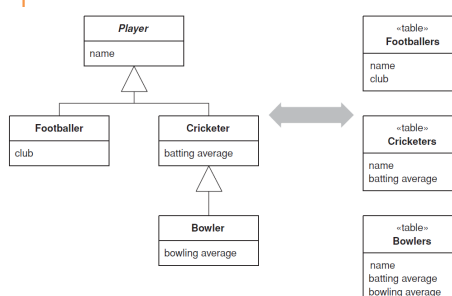 Player
name
Footballer
club
Cricketer
batting average
Bowler
bowling average
«table»
Footballers
name
club
«table»
Cricketers
name
batting average
«table»
Bowlers
name
batting average
bowling average